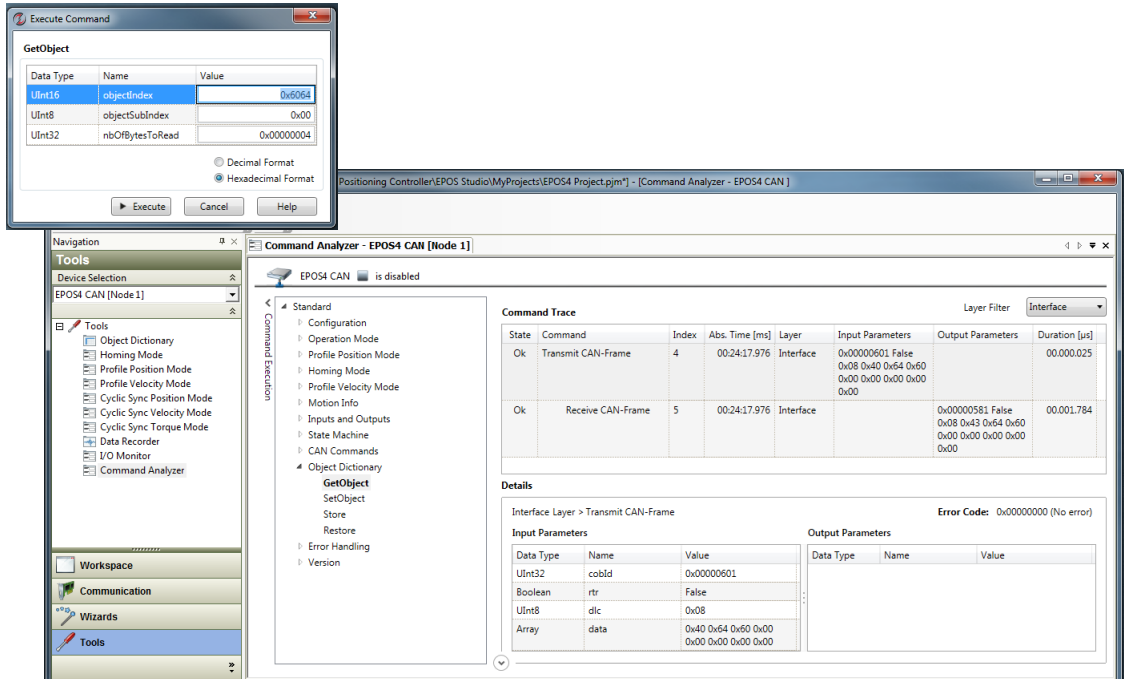 Execute Command
GetObject
Data Type Name Value
UInt16 objectIndex 0x6064
UInt8 objectSubIndex 0x00
UInt32 nbOfBytesToRead 0x00000004
Decimal Format
Hexadecimal Format
Execute Cancel Help
Positioning Controller\EPOS Studio\MyProjects\EPOS4 Project.pjm*] - [Command Analyzer - EPOS4 CAN ]
Navigation
Tools
Device Selection
EPOS4 CAN [Node 1]
Tools
Object Dictionary
Homing Mode
Profile Position Mode
Profile Velocity Mode
Cyclic Sync Position Mode
Cyclic Sync Velocity Mode
Cyclic Sync Torque Mode
Data Recorder
I/O Monitor
Command Analyzer
Workspace
Communication
Wizards
Tools
Command Analyzer - EPOS4 CAN [Node 1]
EPOS4 CAN is disabled
Command Execution
Standard
Configuration
Operation Mode
Profile Position Mode
Homing Mode
Profile Velocity Mode
Motion Info
Inputs and Outputs
State Machine
CAN Commands
Object Dictionary
GetObject
SetObject
Store
Restore
Error Handling
Version
Command Trace
Layer Filter Interface
State Command Index Abs. Time [ms] Layer Input Parameters Output Parameters Duration [µs]
Ok Transmit CAN-Frame 4 00:24:17.976 Interface 0x00000601 False 00.000.025
0x08 0x40 0x64 0x60
0x00 0x00 0x00 0x00
0x00
Ok Receive CAN-Frame 5 00:24:17.976 Interface 0x00000581 False 00.001.784
0x08 0x43 0x64 0x60
0x00 0x00 0x00 0x00
0x00
Details
Interface Layer > Transmit CAN-Frame Error Code: 0x00000000 (No error)
Input Parameters Output Parameters
Data Type Name Value Data Type Name Value
UInt32 cobId 0x00000601
Boolean rtr False
UInt8 dlc 0x08
Array data 0x40 0x64 0x60 0x00
0x00 0x00 0x00 0x00